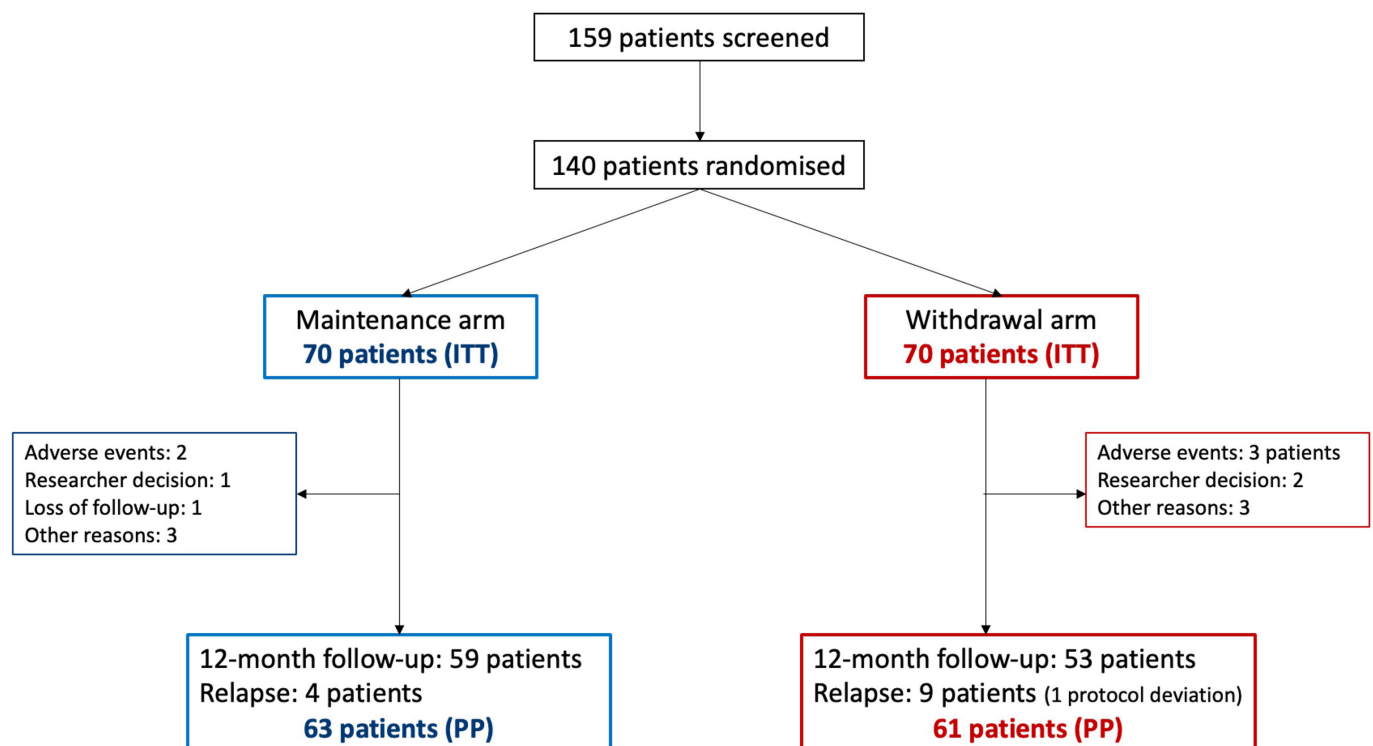 159 patients screened
140 patients randomised
Maintenance arm
70 patients (ITT)
Withdrawal arm
70 patients (ITT)
Adverse events: 2
Researcher decision: 1
Loss of follow-up: 1
Other reasons: 3
Adverse events: 3 patients
Researcher decision: 2
Other reasons: 3
12-month follow-up: 59 patients
Relapse: 4 patients
63 patients (PP)
12-month follow-up: 53 patients
Relapse: 9 patients (1 protocol deviation)
61 patients (PP)